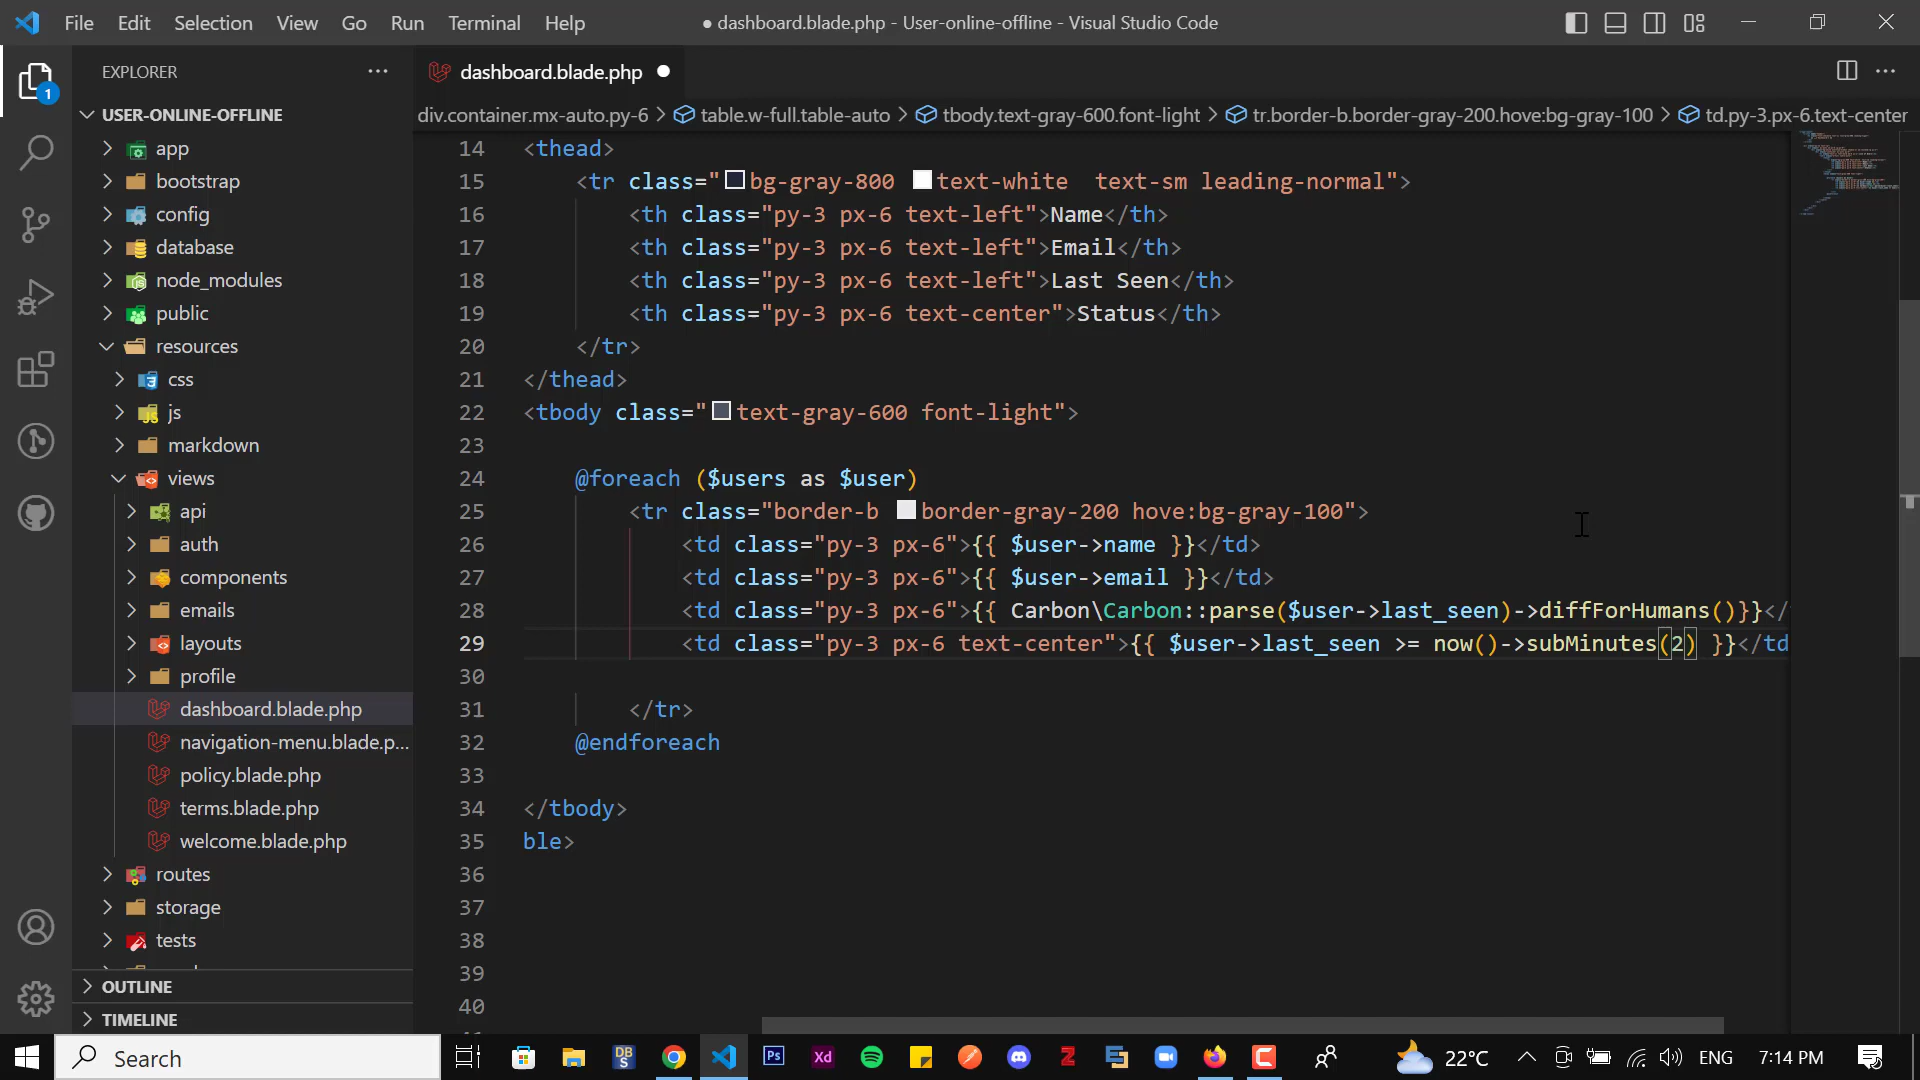 File Edit Selection View Go Run Terminal Help
● dashboard.blade.php - User-online-offline - Visual Studio Code
EXPLORER
1
USER-ONLINE-OFFLINE
app
bootstrap
config
database
node_modules
public
resources
css
js
markdown
views
api
auth
components
emails
layouts
profile
dashboard.blade.php
navigation-menu.blade.p...
policy.blade.php
terms.blade.php
welcome.blade.php
routes
storage
tests
OUTLINE
TIMELINE
dashboard.blade.php
div.container.mx-auto.py-6 > table.w-full.table-auto > tbody.text-gray-600.font-light > tr.border-b.border-gray-200.hove:bg-gray-100 > td.py-3.px-6.text-center
14 <thead>
15 <tr class="bg-gray-800 text-white  text-sm leading-normal">
16 <th class="py-3 px-6 text-left">Name</th>
17 <th class="py-3 px-6 text-left">Email</th>
18 <th class="py-3 px-6 text-left">Last Seen</th>
19 <th class="py-3 px-6 text-center">Status</th>
20 </tr>
21 </thead>
22 <tbody class="text-gray-600 font-light">
23
24 @foreach ($users as $user)
25 <tr class="border-b border-gray-200 hove:bg-gray-100">
26 <td class="py-3 px-6">{{ $user->name }}</td>
27 <td class="py-3 px-6">{{ $user->email }}</td>
28 <td class="py-3 px-6">{{ Carbon\Carbon::parse($user->last_seen)->diffForHumans()}}</
29 <td class="py-3 px-6 text-center">{{ $user->last_seen >= now()->subMinutes(2) }}</td
30
31 </tr>
32 @endforeach
33
34 </tbody>
35 ble>
36
37
38
39
40
Search
DBS
Ps
Xd
22°C
ENG
7:14 PM